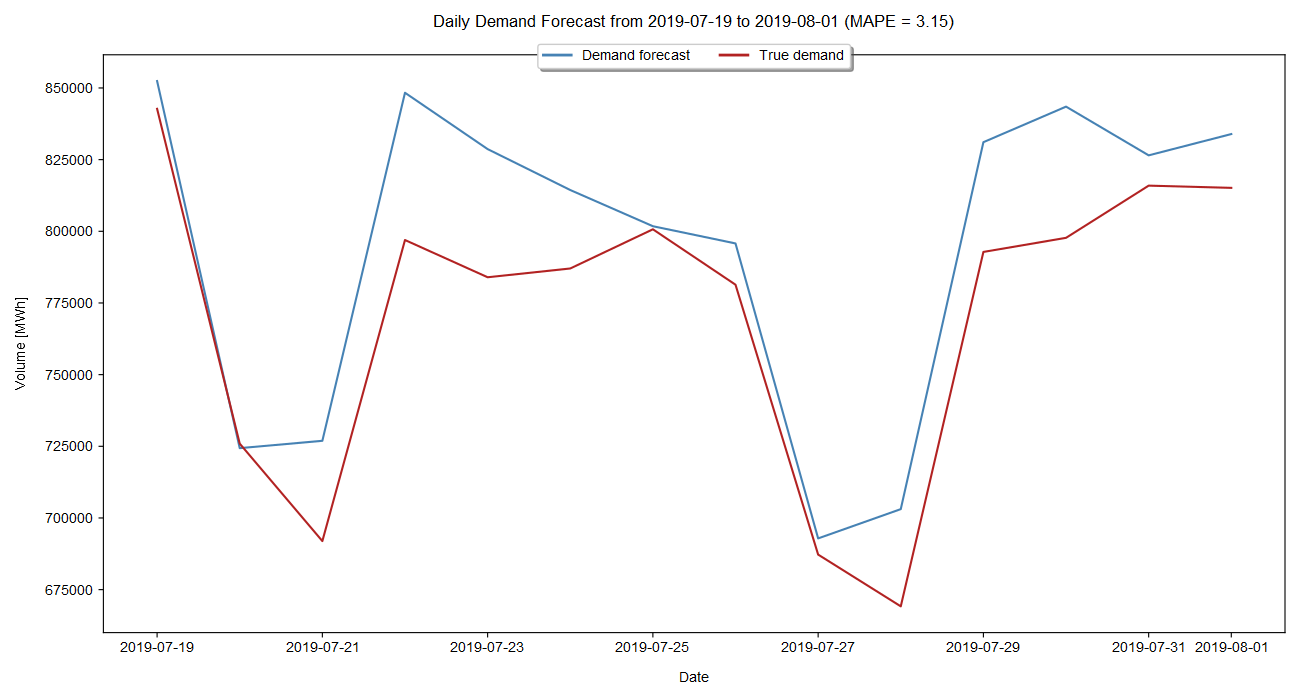 Daily Demand Forecast from 2019-07-19 to 2019-08-01 (MAPE = 3.15)
Demand forecast True demand
850000
825000
800000
775000
750000
725000
700000
675000
Volume [MWh]
2019-07-19 2019-07-21 2019-07-23 2019-07-25 2019-07-27 2019-07-29 2019-07-31 2019-08-01
Date